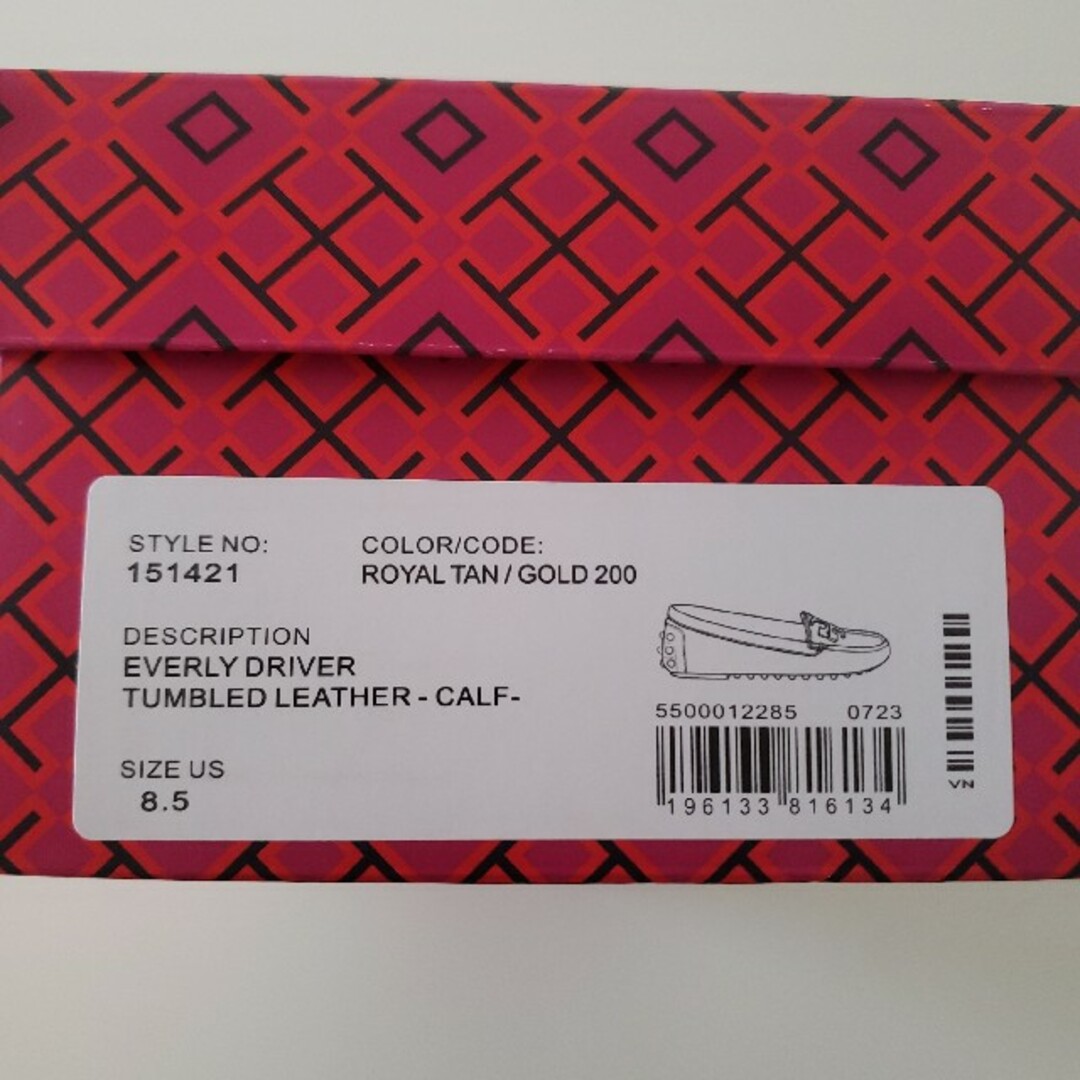 STYLE NO:
151421
COLOR/CODE:
ROYAL TAN / GOLD 200
DESCRIPTION
EVERLY DRIVER
TUMBLED LEATHER - CALF-
SIZE US
8.5
5500012285 0723
196133 816134
VN